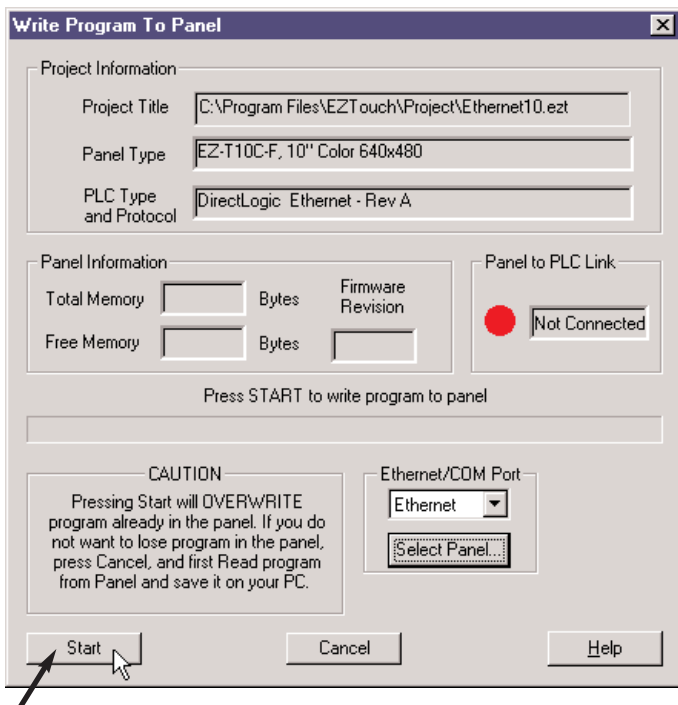 Write Program To Panel
Project Information
Project Title
C:\Program Files\EZTouch\Project\Ethernet10.ezt
Panel Type
EZ-T10C-F, 10" Color 640x480
PLC Type
and Protocol
DirectLogic Ethernet - Rev A
Panel Information
Total Memory
Bytes
Firmware
Revision
Free Memory
Bytes
Panel to PLC Link
Not Connected
Press START to write program to panel
CAUTION
Pressing Start will OVERWRITE
program already in the panel. If you do
not want to lose program in the panel,
press Cancel, and first Read program
from Panel and save it on your PC.
Ethernet/COM Port
Ethernet
Select Panel...
Start
Cancel
Help